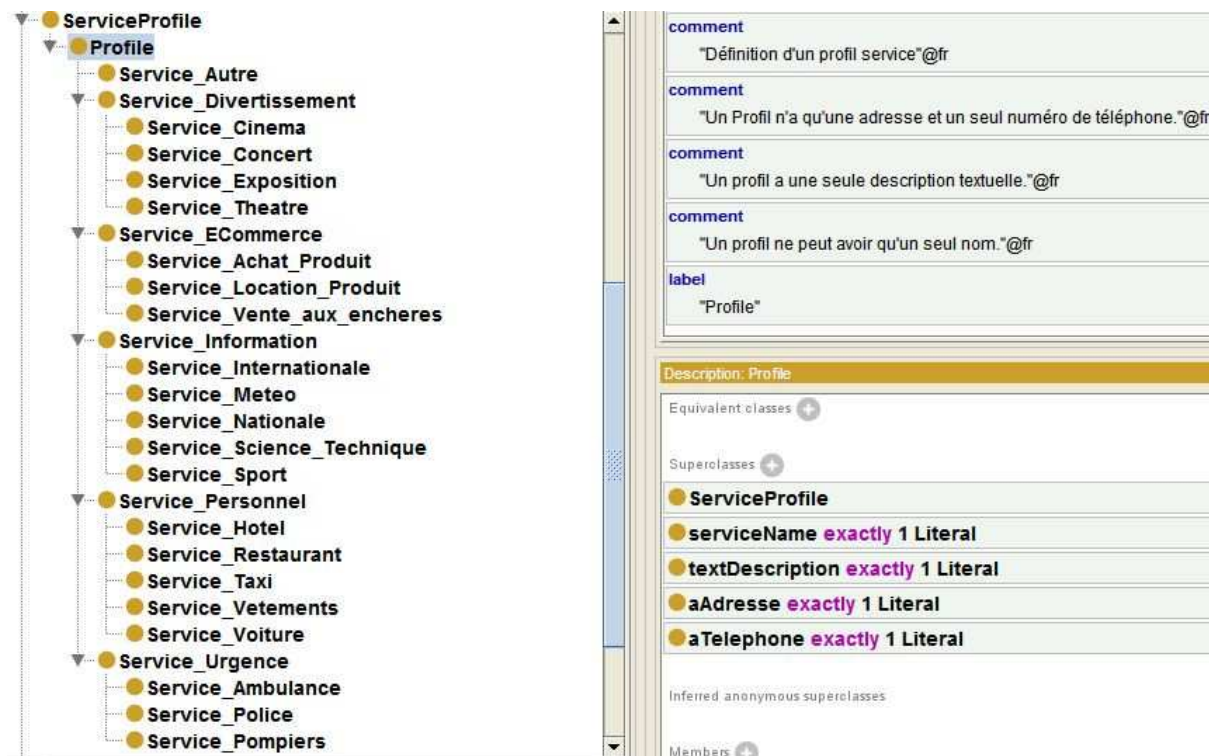 ServiceProfile
Profile
Service_Autre
Service_Divertissement
Service_Cinema
Service_Concert
Service_Exposition
Service_Theatre
Service_ECommerce
Service_Achat_Produit
Service_Location_Produit
Service_Vente_aux_encheres
Service_Information
Service_Internationale
Service_Meteo
Service_Nationale
Service_Science_Technique
Service_Sport
Service_Personnel
Service_Hotel
Service_Restaurant
Service_Taxi
Service_Vetements
Service_Voiture
Service_Urgence
Service_Ambulance
Service_Police
Service_Pompiers
comment
"Définition d'un profil service"@fr
comment
"Un Profil n'a qu'une adresse et un seul numéro de téléphone."@fr
comment
"Un profil a une seule description textuelle."@fr
comment
"Un profil ne peut avoir qu'un seul nom."@fr
label
"Profile"
Description: Profile
Equivalent classes
Superclasses
ServiceProfile
serviceName exactly 1 Literal
textDescription exactly 1 Literal
aAdresse exactly 1 Literal
aTelephone exactly 1 Literal
Inferred anonymous superclasses
Members